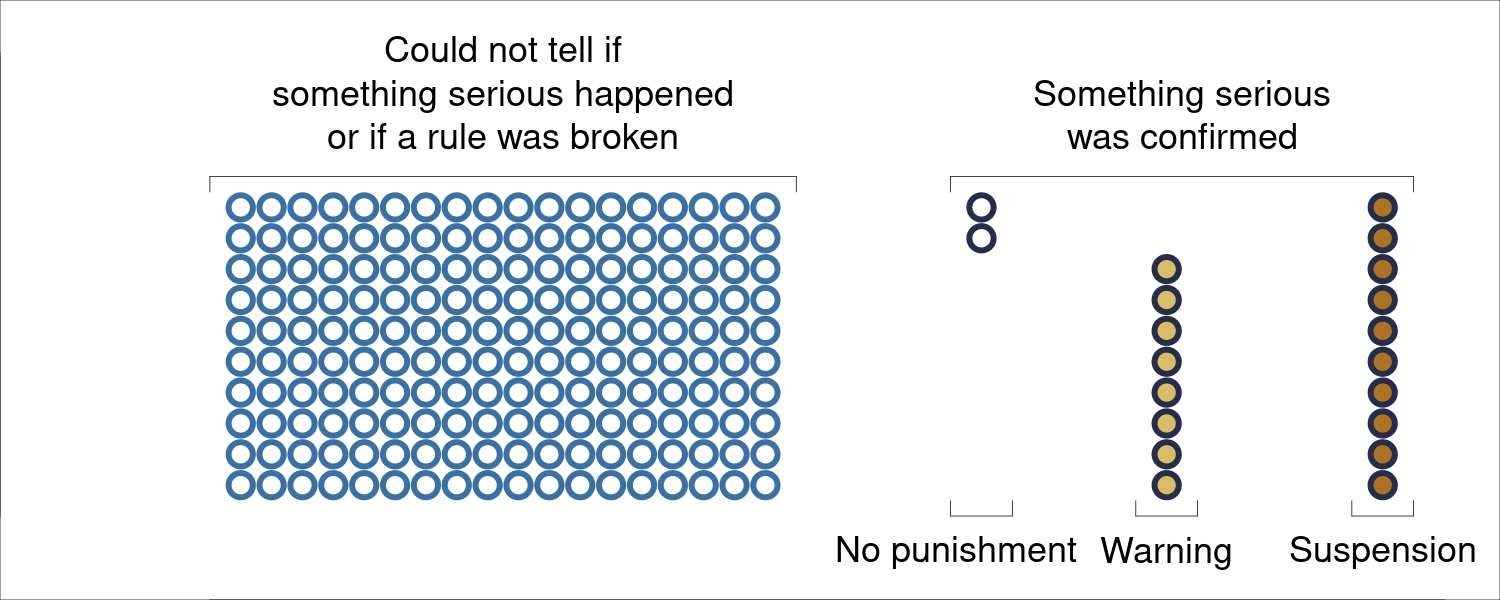 Could not tell if
something serious happened
or if a rule was broken
Something serious
was confirmed
No punishment
Warning
Suspension